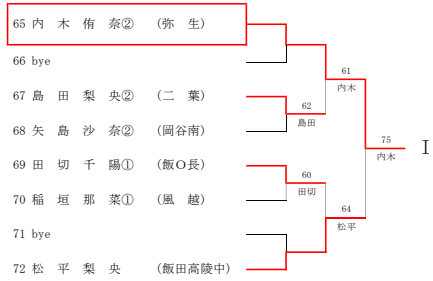 65 内 木 侑 奈② (弥 生)
66 bye
67 島 田 梨 央② (二 葉)
68 矢 島 沙 奈② (岡谷南)
69 田 切 千 陽① (飯O長)
70 稲 垣 那 菜① (風 越)
71 bye
72 松 平 梨 央 (飯田高陵中)
62
島田
60
田切
61
内木
64
松平
75
内木
I